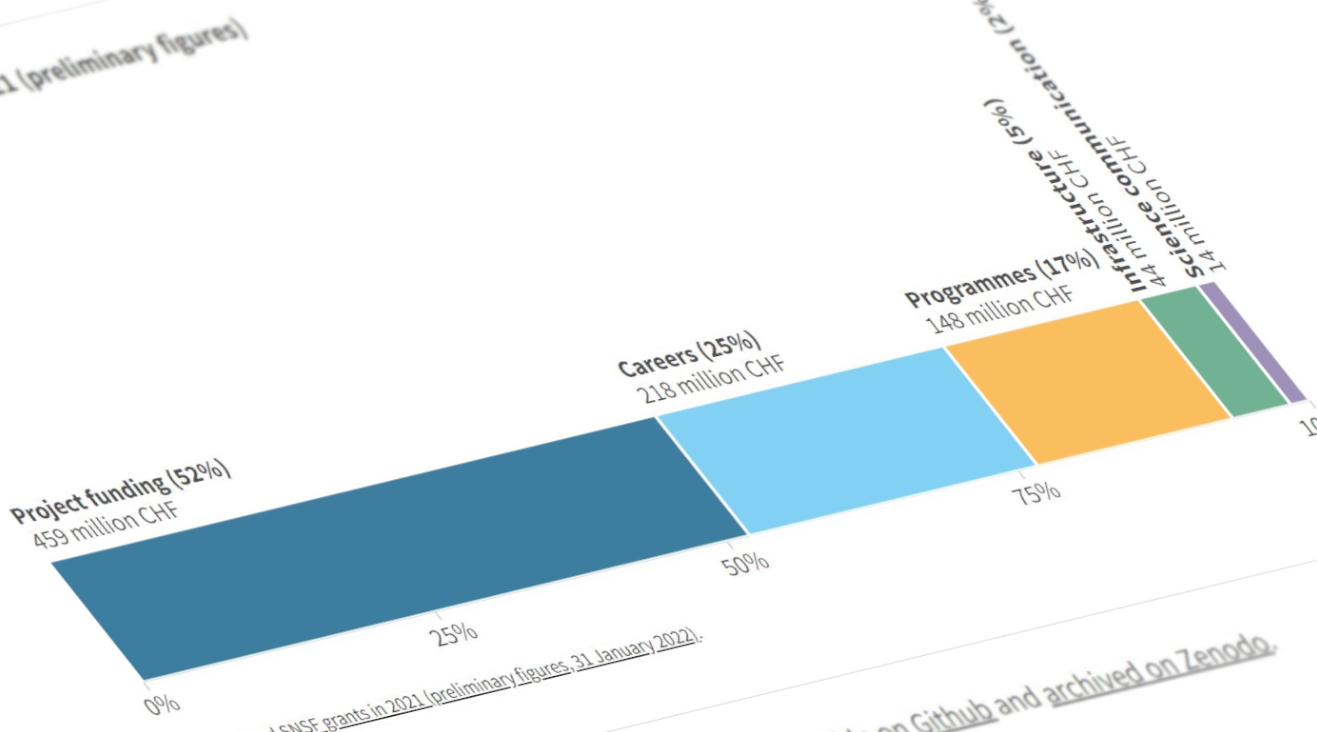 (preliminary figures)
Project funding (52%)
459 million CHF
Careers (25%)
218 million CHF
Programmes (17%)
148 million CHF
Infrastructure (5%)
44 million CHF
Science communication (2%
14 million CHF
0%
25%
50%
75%
SNSF grants in 2021 (preliminary figures, 31 January 2022).
on Github and archived on Zenodo.